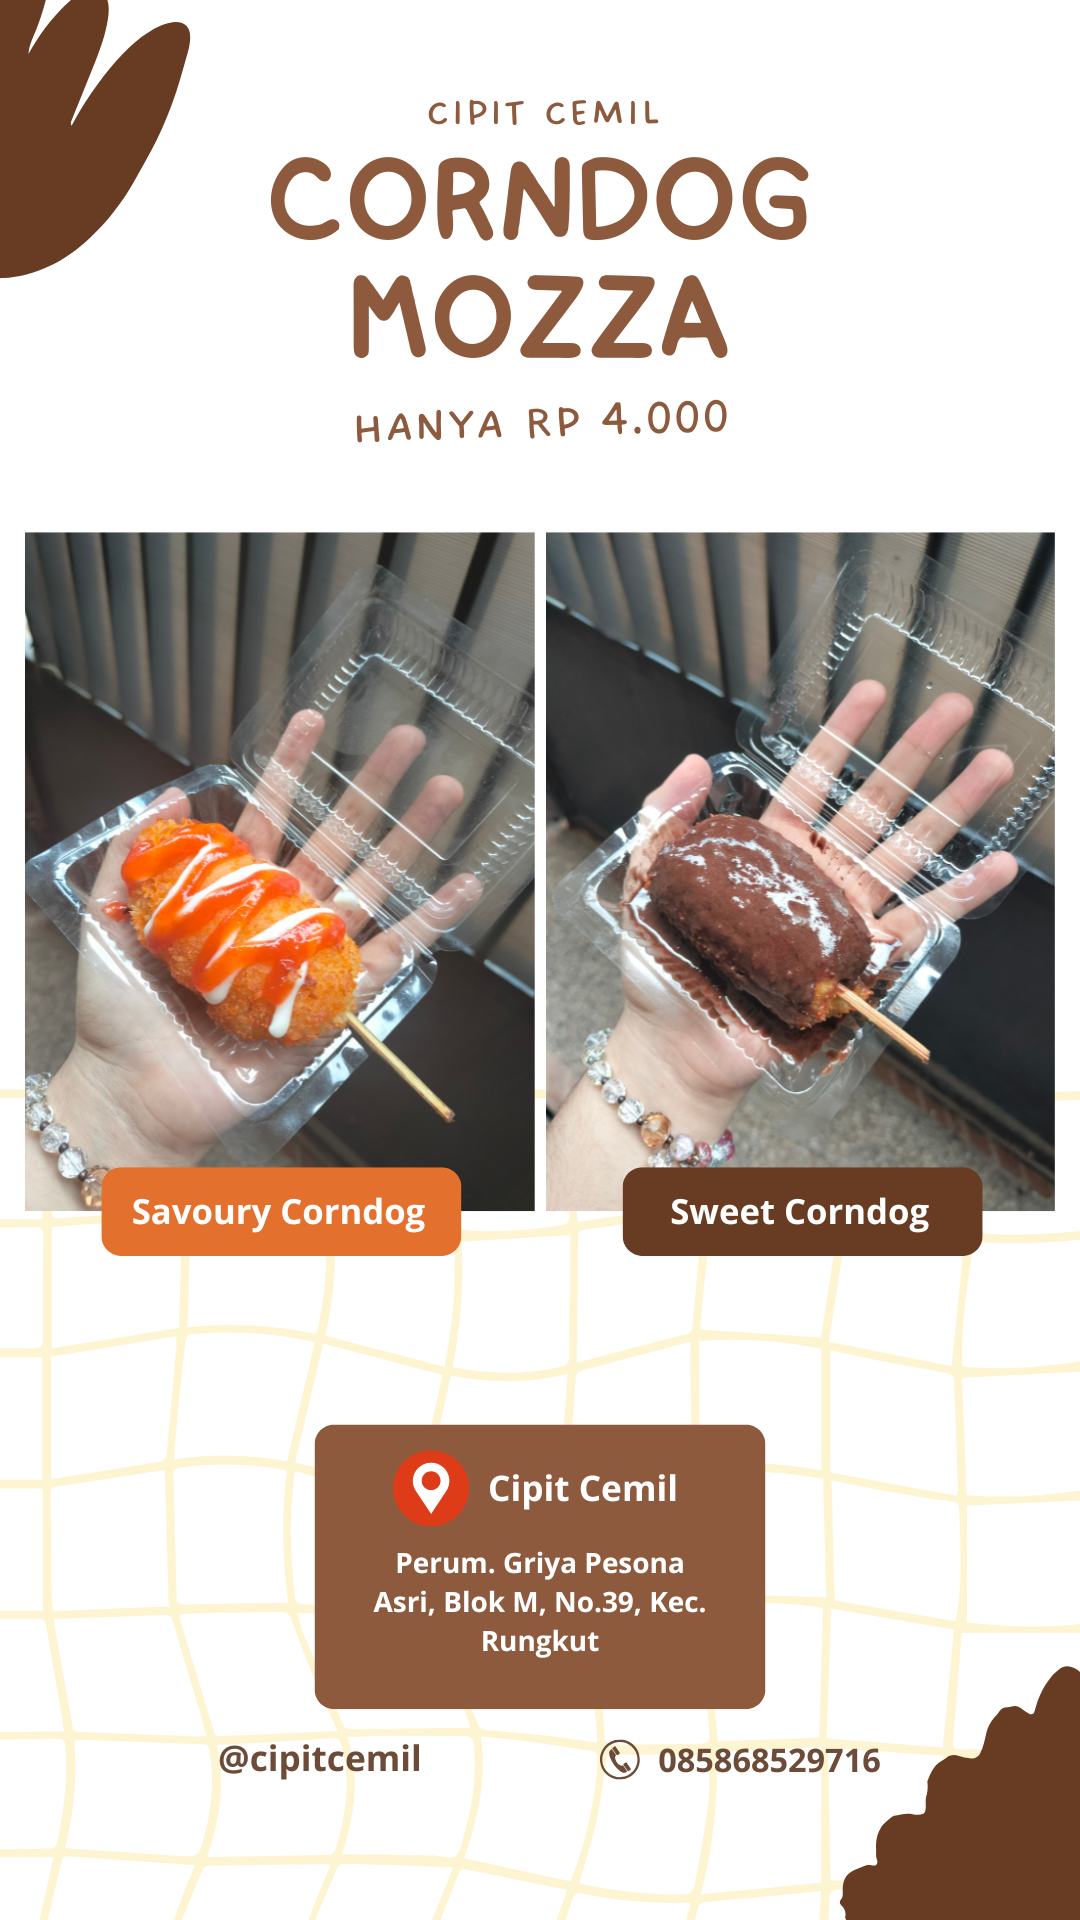 CIPIT CEMIL
CORNDOG
MOZZA
HANYA RP 4.000
Savoury Corndog
Sweet Corndog
Cipit Cemil
Perum. Griya Pesona
Asri, Blok M, No.39, Kec.
Rungkut
@cipitcemil
085868529716